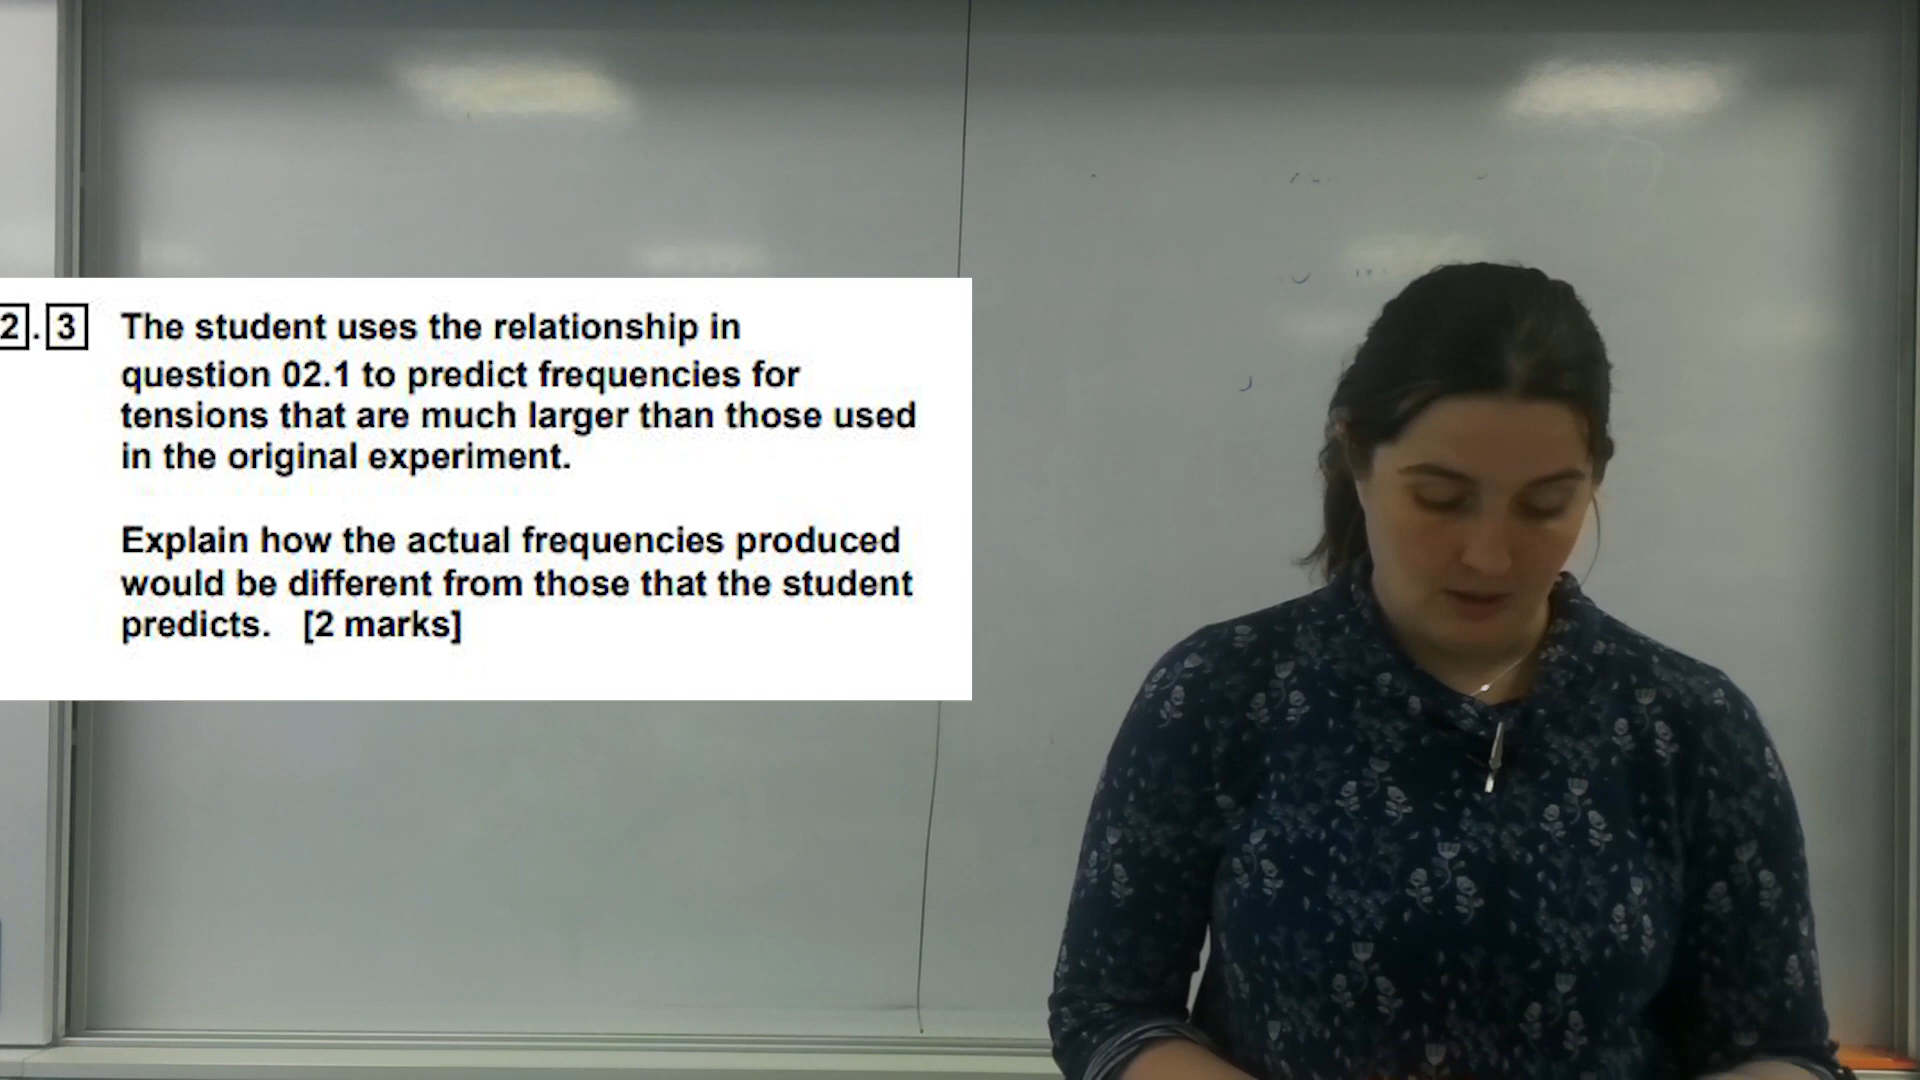 2.3 The student uses the relationship in
question 02.1 to predict frequencies for
tensions that are much larger than those used
in the original experiment.
Explain how the actual frequencies produced
would be different from those that the student
predicts. [2 marks]